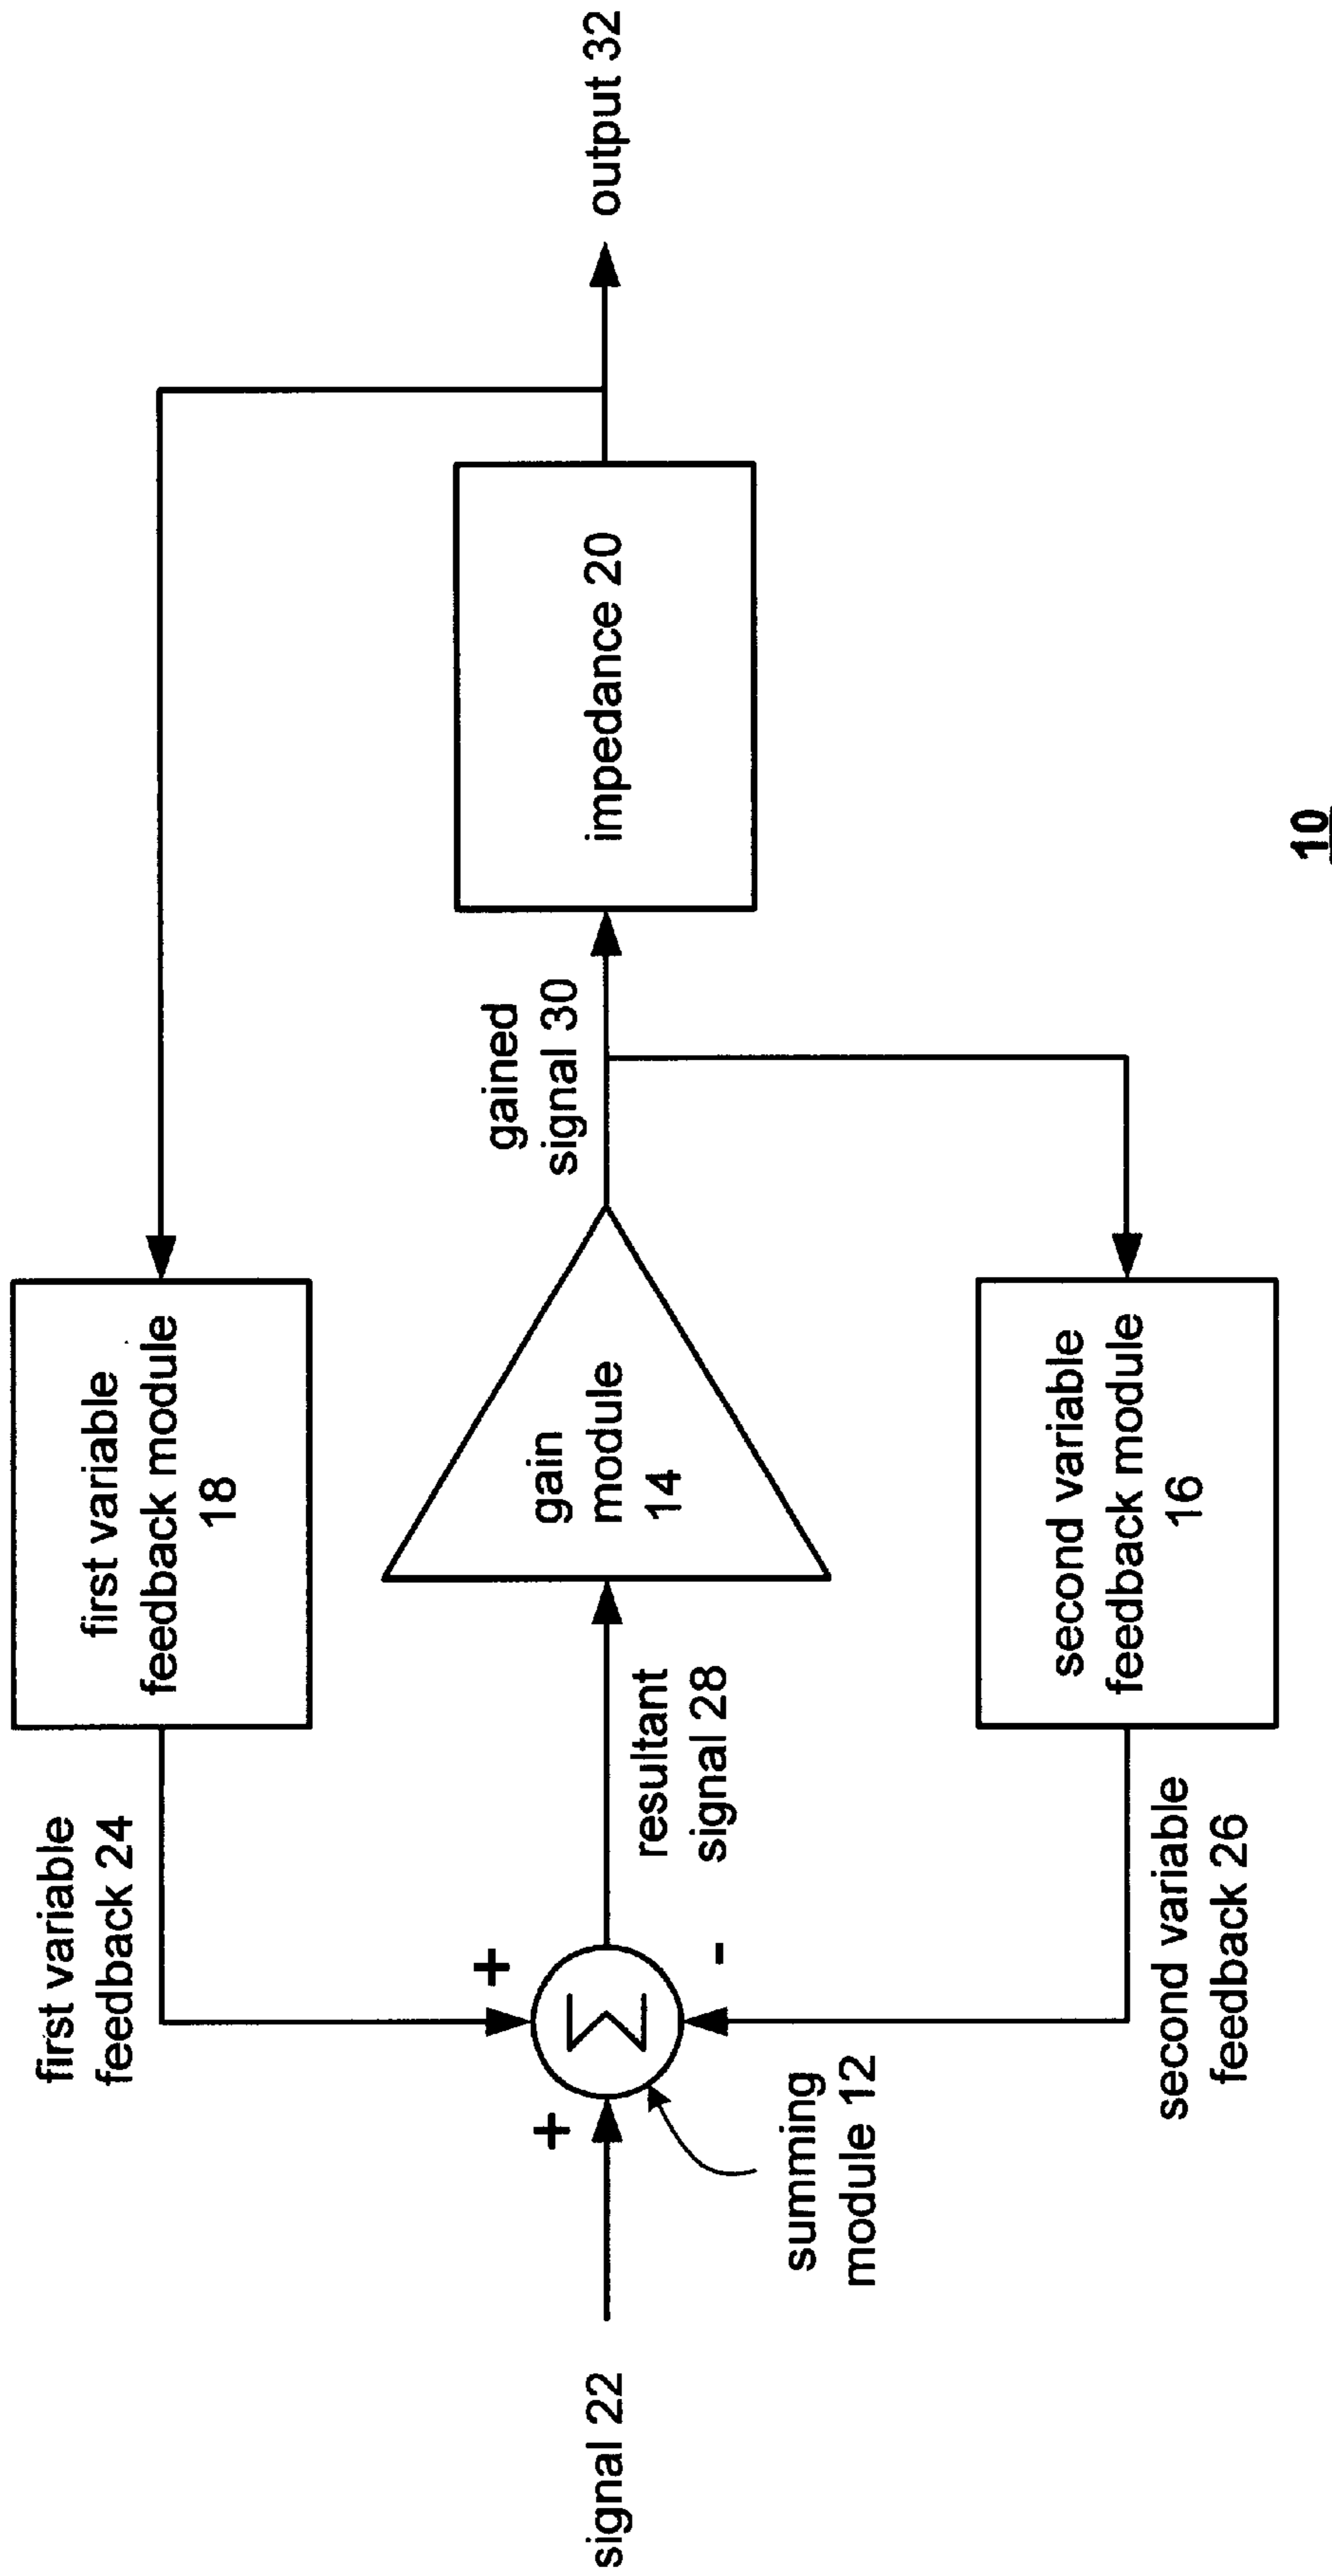 first variable
feedback 24
first variable
feedback module
18
signal 22
+
+
-
Σ
summing
module 12
resultant
signal 28
gain
module
14
gained
signal 30
impedance 20
output 32
second variable
feedback 26
second variable
feedback module
16
10